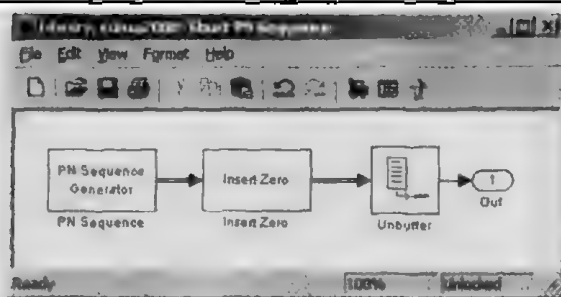 File Edit View Format Help
PN Sequence
Generator
PN Sequence
Insert Zero
Insert Zero
Unbuffer
1
Out
Ready 100% Unlocked